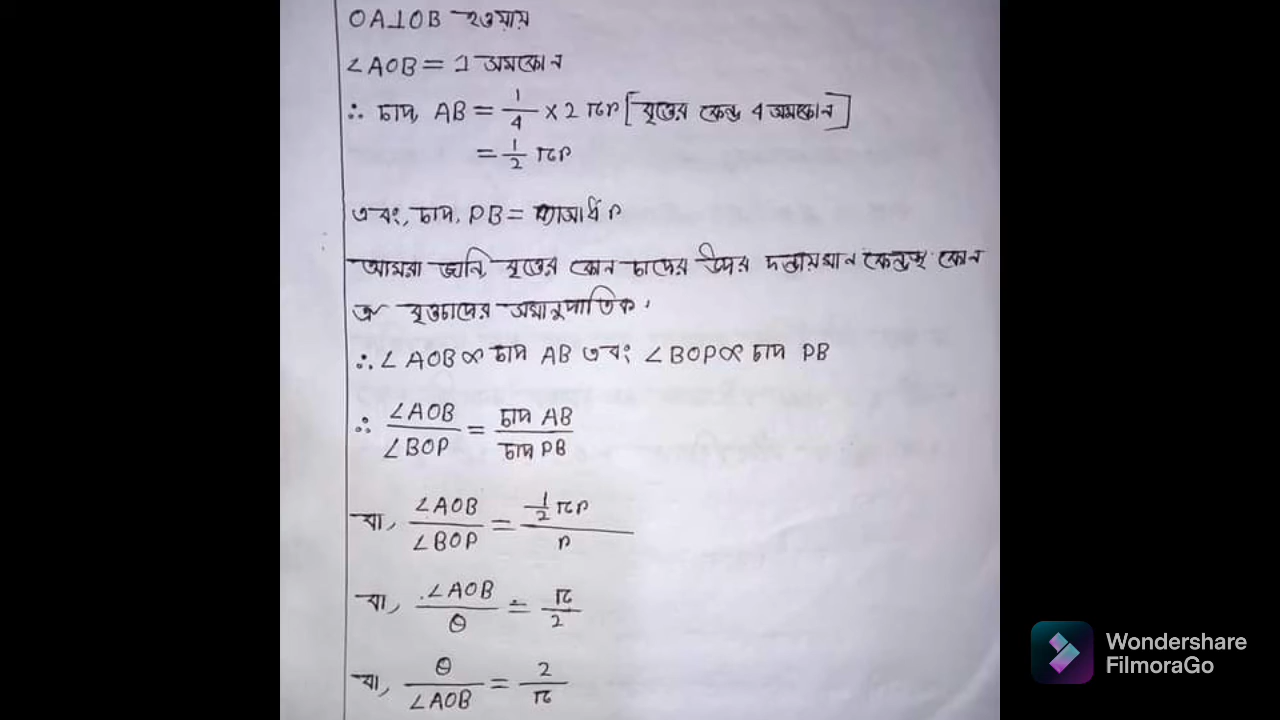 OA⊥OB হওয়ায়
∠AOB = 1 সমকোন
∴ চাপ, AB = 1/4 × 2πr [বৃত্তের কেন্দ্র 4 সমকোন]
= 1/2 πr
এবং, চাপ, PB = ব্যাসার্ধ r
আমরা জানি, বৃত্তের কোন চাপের উপর দন্ডায়মান কেন্দ্রস্থ কোন
ঐ বৃত্তচাপের সমানুপাতিক।
∴ ∠AOB ∝ চাপ AB এবং ∠BOP ∝ চাপ PB
∴ ∠AOB/∠BOP = চাপ AB/চাপ PB
বা, ∠AOB/∠BOP = 1/2 πr/r
বা, ∠AOB/θ = π/2
বা, θ/∠AOB = 2/π
Wondershare
FilmoraGo